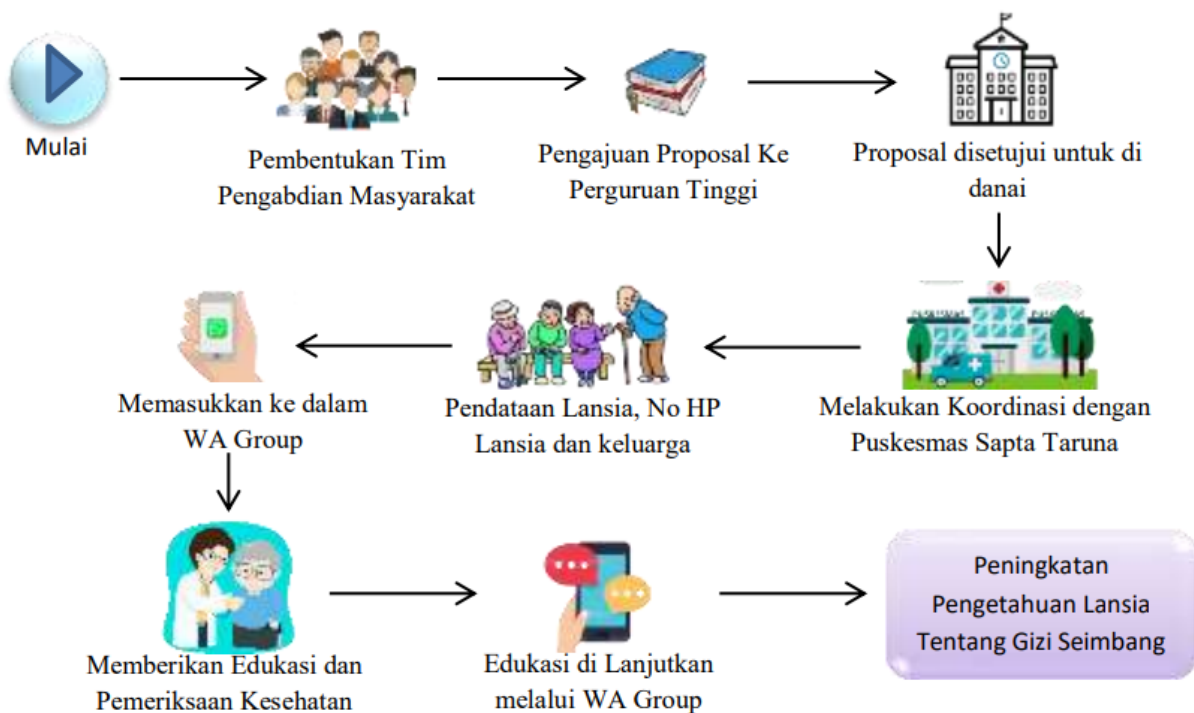 Mulai
Pembentukan Tim
Pengabdian Masyarakat
Pengajuan Proposal Ke
Perguruan Tinggi
Proposal disetujui untuk di
danai
Melakukan Koordinasi dengan
Puskesmas Sapta Taruna
Pendataan Lansia, No HP
Lansia dan keluarga
Memasukkan ke dalam
WA Group
Memberikan Edukasi dan
Pemeriksaan Kesehatan
Edukasi di Lanjutkan
melalui WA Group
Peningkatan
Pengetahuan Lansia
Tentang Gizi Seimbang